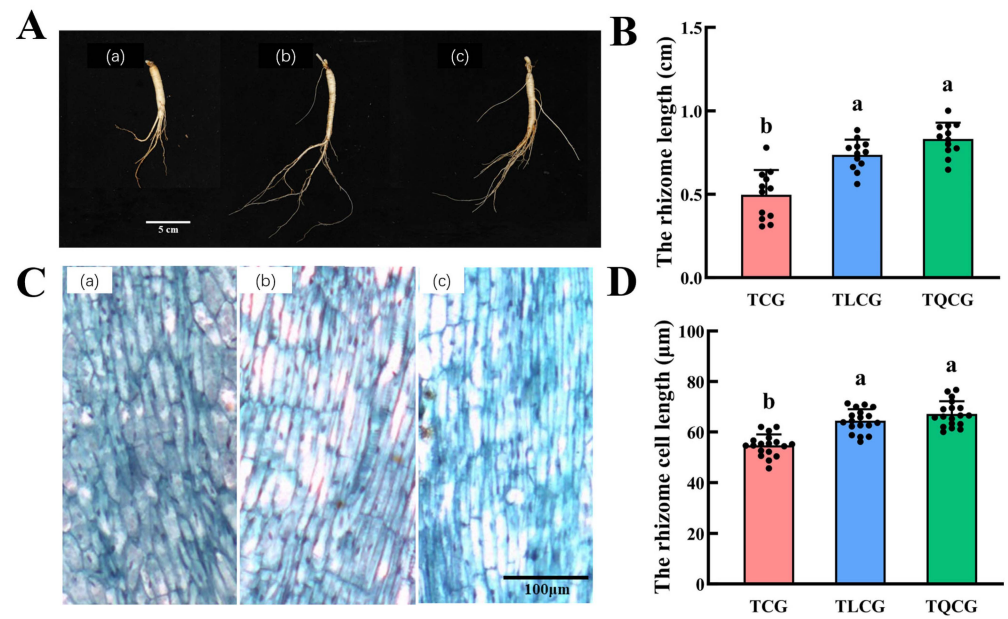 A
(a)
(b)
(c)
5 cm
B
The rhizome length (cm)
1.5
1.0
0.5
0.0
b
a
a
TCG
TLCG
TQCG
C
(a)
(b)
(c)
100μm
D
The rhizome cell length (μm)
100
80
60
40
20
0
b
a
a
TCG
TLCG
TQCG